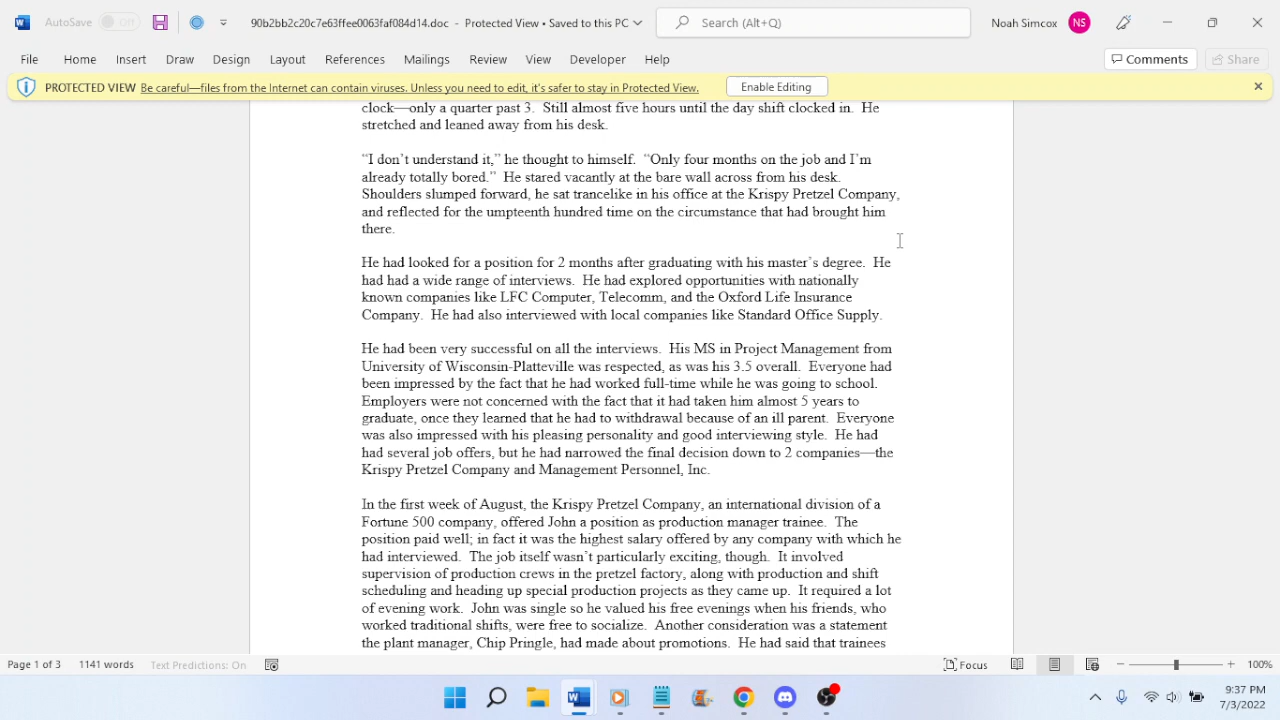 AutoSave Off 90b2bb2c20c7e63ffee0063faf084d14.doc - Protected View • Saved to this PC Search (Alt+Q) Noah Simcox NS
File Home Insert Draw Design Layout References Mailings Review View Developer Help Comments Share
PROTECTED VIEW Be careful—files from the Internet can contain viruses. Unless you need to edit, it's safer to stay in Protected View. Enable Editing
clock—only a quarter past 3.  Still almost five hours until the day shift clocked in.  He
stretched and leaned away from his desk.
“I don’t understand it,” he thought to himself.  “Only four months on the job and I’m
already totally bored.”  He stared vacantly at the bare wall across from his desk.
Shoulders slumped forward, he sat trancelike in his office at the Krispy Pretzel Company,
and reflected for the umpteenth hundred time on the circumstance that had brought him
there.
He had looked for a position for 2 months after graduating with his master’s degree.  He
had had a wide range of interviews.  He had explored opportunities with nationally
known companies like LFC Computer, Telecomm, and the Oxford Life Insurance
Company.  He had also interviewed with local companies like Standard Office Supply.
He had been very successful on all the interviews.  His MS in Project Management from
University of Wisconsin-Platteville was respected, as was his 3.5 overall.  Everyone had
been impressed by the fact that he had worked full-time while he was going to school.
Employers were not concerned with the fact that it had taken him almost 5 years to
graduate, once they learned that he had to withdrawal because of an ill parent.  Everyone
was also impressed with his pleasing personality and good interviewing style.  He had
had several job offers, but he had narrowed the final decision down to 2 companies—the
Krispy Pretzel Company and Management Personnel, Inc.
In the first week of August, the Krispy Pretzel Company, an international division of a
Fortune 500 company, offered John a position as production manager trainee.  The
position paid well; in fact it was the highest salary offered by any company with which he
had interviewed.  The job itself wasn’t particularly exciting, though.  It involved
supervision of production crews in the pretzel factory, along with production and shift
scheduling and heading up special production projects as they came up.  It required a lot
of evening work.  John was single so he valued his free evenings when his friends, who
worked traditional shifts, were free to socialize.  Another consideration was a statement
the plant manager, Chip Pringle, had made about promotions.  He had said that trainees
Page 1 of 3 1141 words Text Predictions: On Focus 100%
9:37 PM
7/3/2022